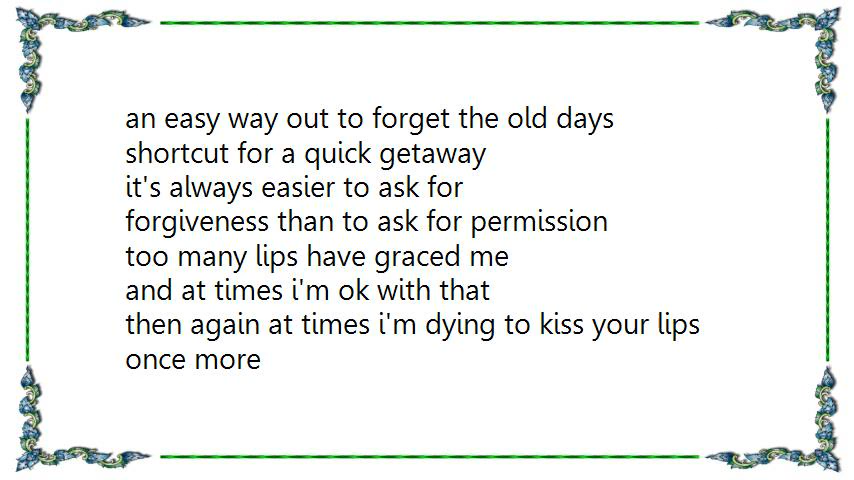 an easy way out to forget the old days
shortcut for a quick getaway
it's always easier to ask for
forgiveness than to ask for permission
too many lips have graced me
and at times i'm ok with that
then again at times i'm dying to kiss your lips
once more